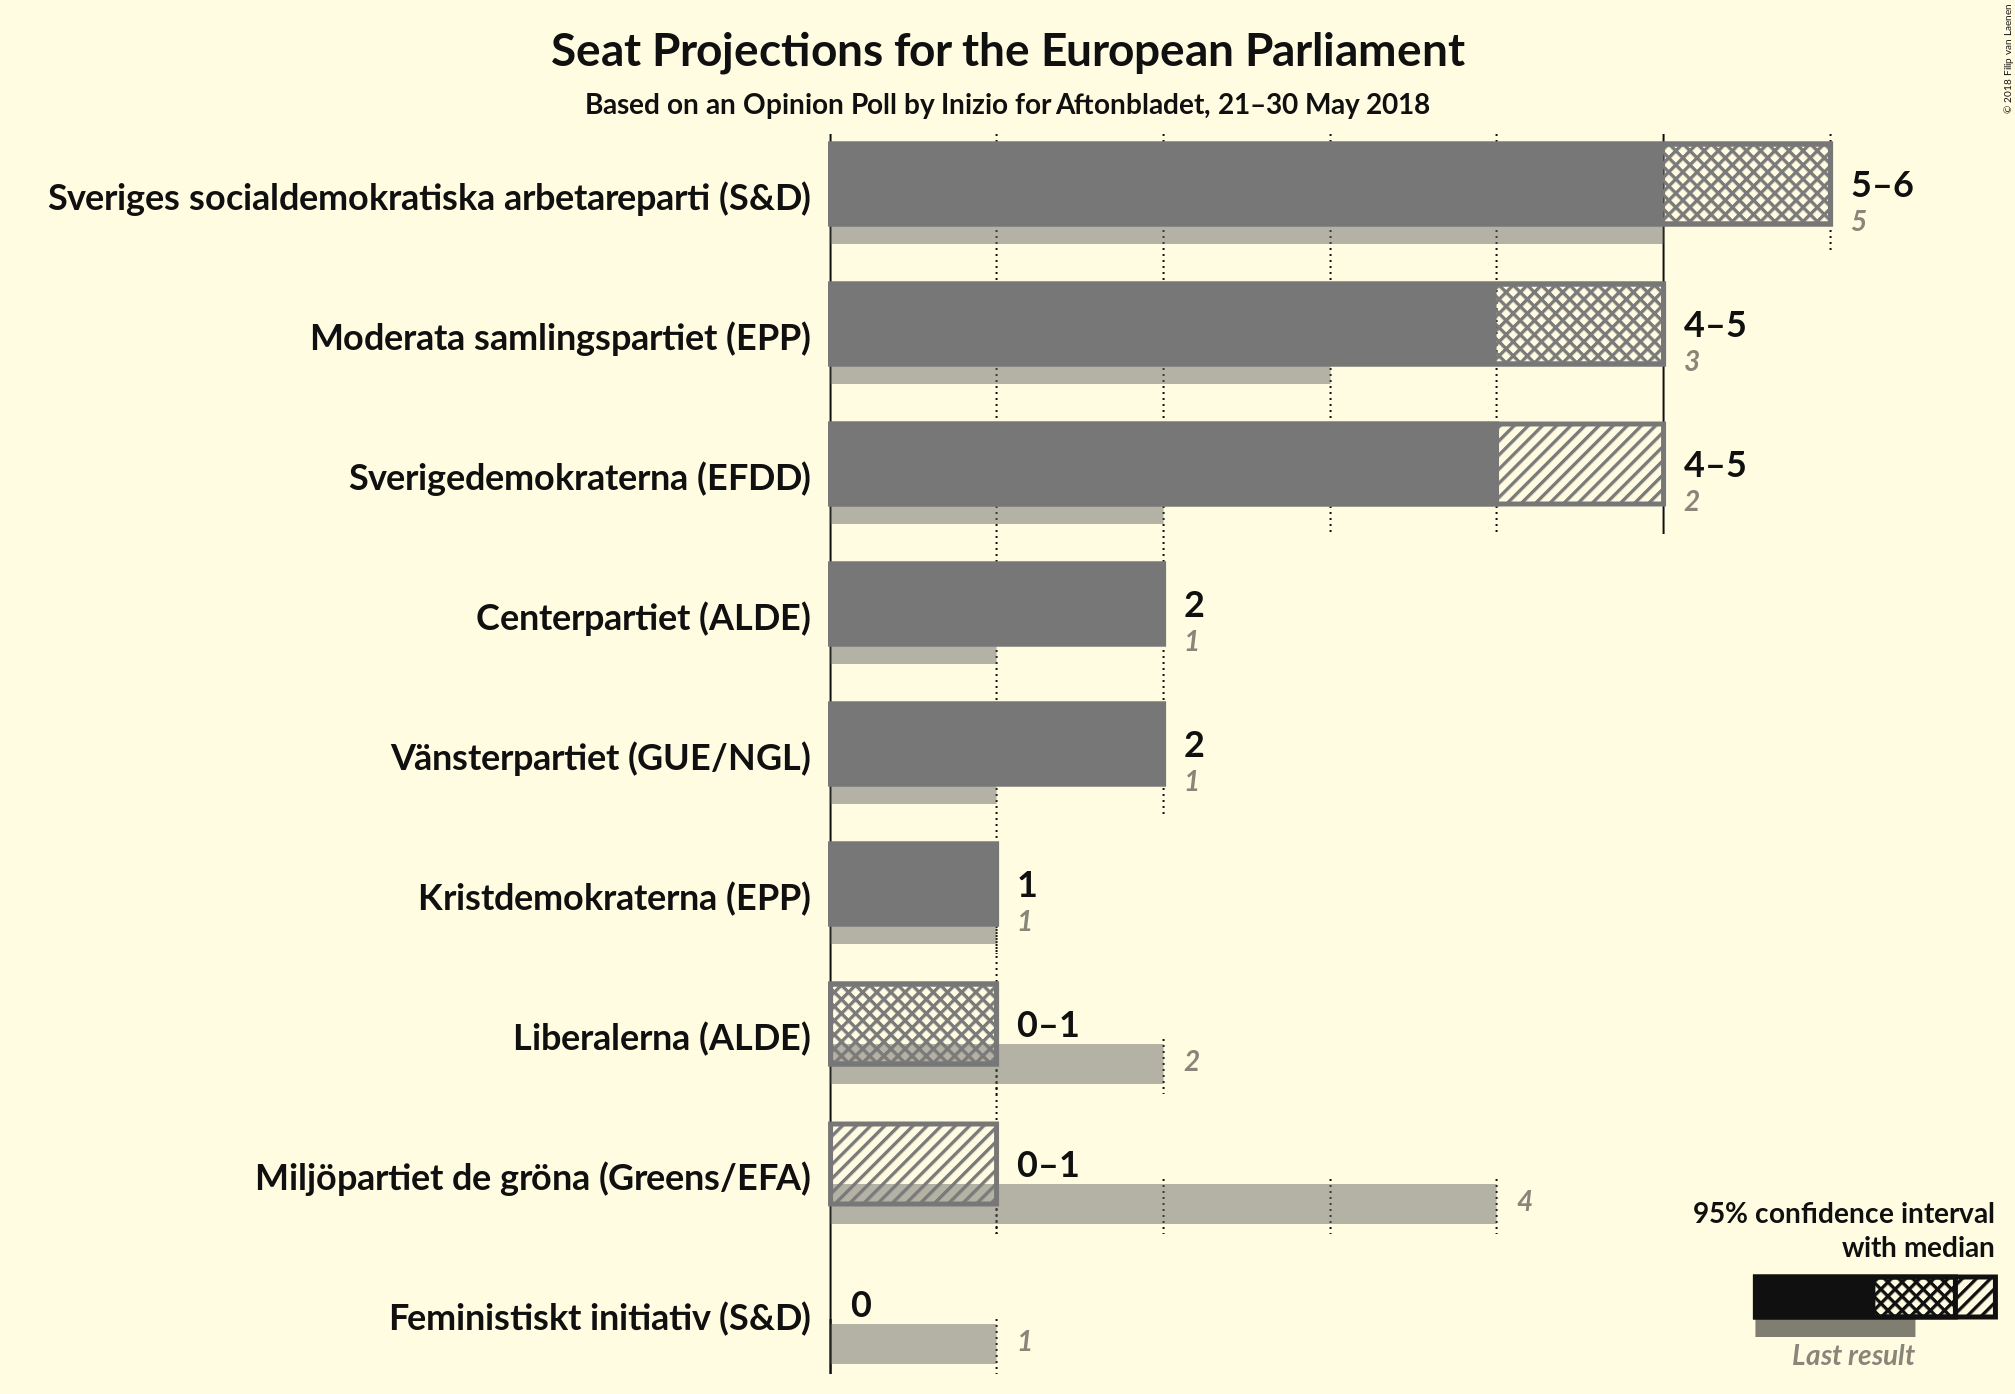 Seat Projections for the European Parliament
Based on an Opinion Poll by Inizio for Aftonbladet, 21–30 May 2018
© 2018 Filip van Laenen
Sveriges socialdemokratiska arbetareparti (S&D)
5–6
5
Moderata samlingspartiet (EPP)
4–5
3
Sverigedemokraterna (EFDD)
4–5
2
Centerpartiet (ALDE)
2
1
Vänsterpartiet (GUE/NGL)
2
1
Kristdemokraterna (EPP)
1
1
Liberalerna (ALDE)
0–1
2
Miljöpartiet de gröna (Greens/EFA)
0–1
4
Feministiskt initiativ (S&D)
0
1
95% confidence interval
with median
Last result